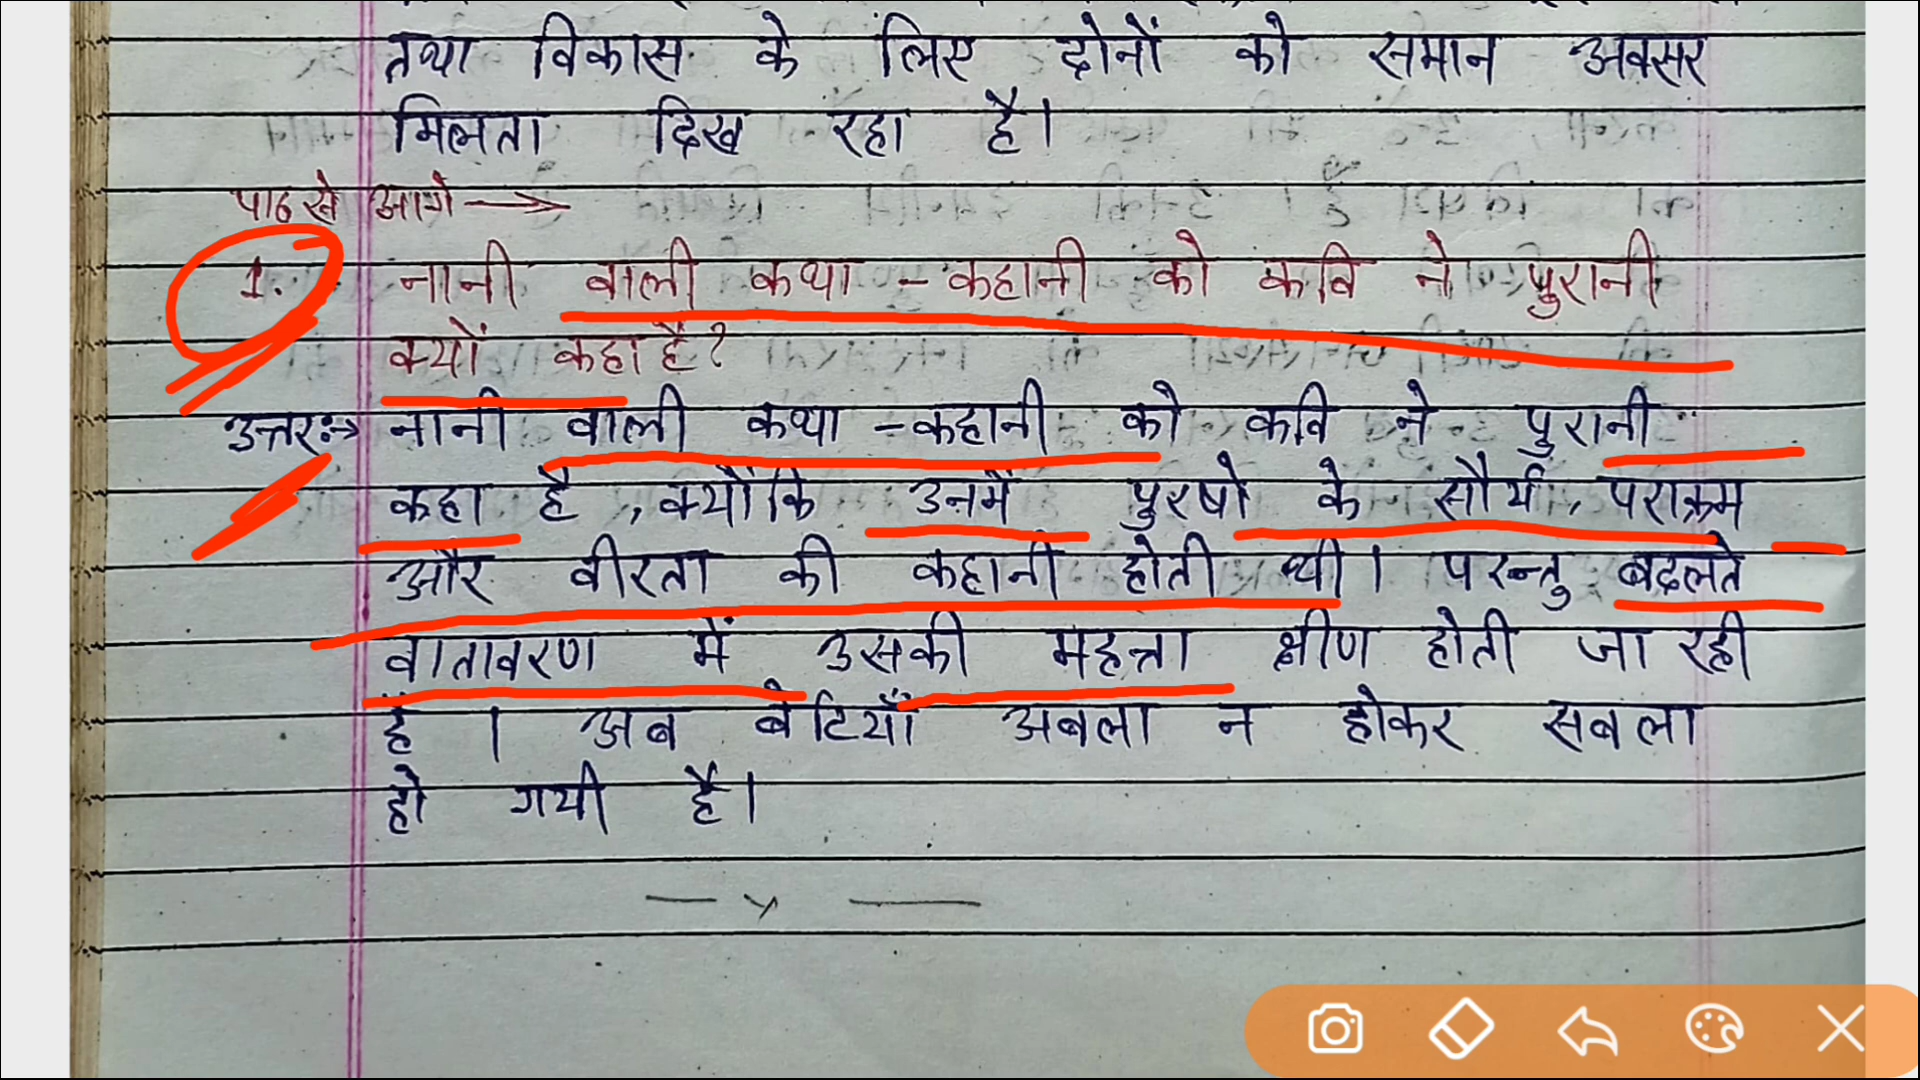 तथा विकास के लिए दोनों को समान अवसर
मिलता दिख रहा है।
पाठ से आगे →
1. नानी वाली कथा - कहानी को कवि ने पुरानी
क्यों कहा है?
उत्तर:→ नानी वाली कथा - कहानी को कवि ने पुरानी
कहा है, क्योंकि उनमें पुरषो के सौर्य, पराक्रम
और वीरता की कहानी होती थी। परन्तु बदलते
वातावरण में उसकी महत्ता क्षीण होती जा रही
है । अब बेटियाँ अबला न होकर सबला
हो गयी है।